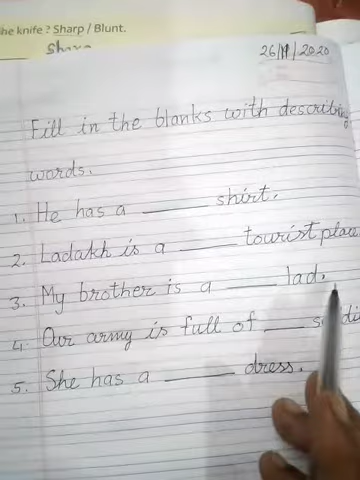 he knife ? Sharp / Blunt.
Sharp
26/11/2020
Fill in the blanks with describing
words.
1. He has a ______ shirt.
2. Ladakh is a ______ tourist place
3. My brother is a ______ lad.
4. Our army is full of ______
5. She has a ______ dress.